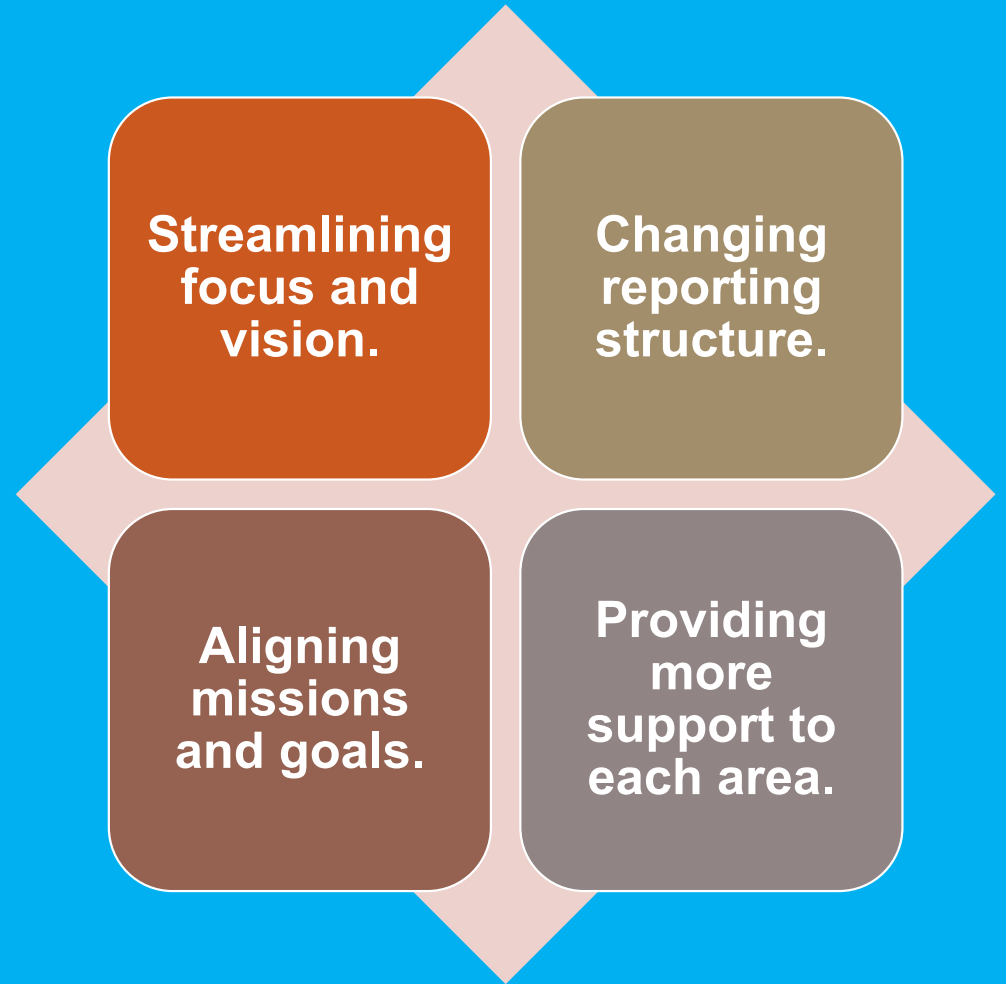 Streamlining
focus and
vision.
Changing
reporting
structure.
Aligning
missions
and goals.
Providing
more
support to
each area.